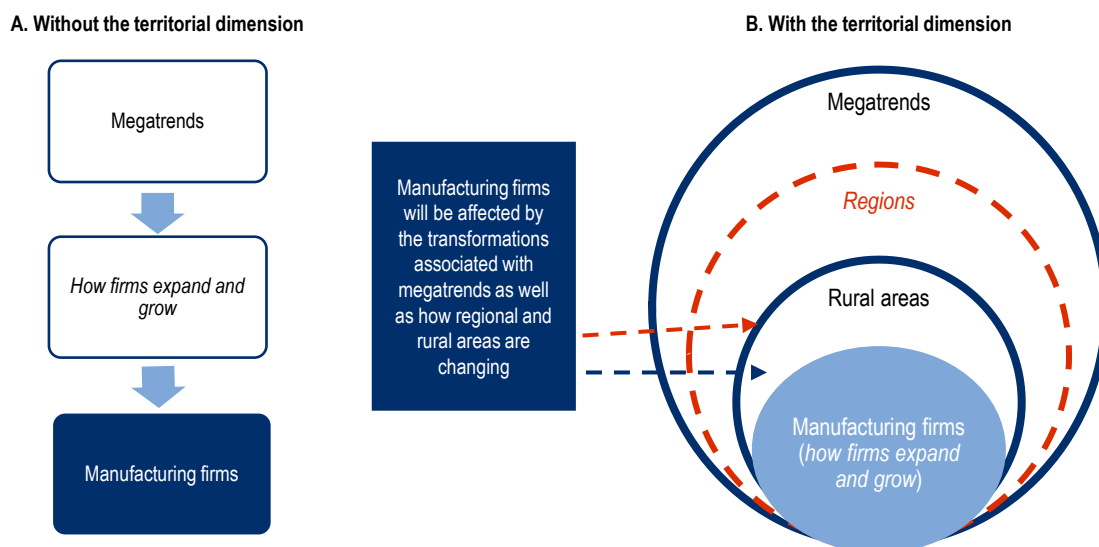 A. Without the territorial dimension
Megatrends
How firms expand and
grow
Manufacturing firms
Manufacturing firms
will be affected by
the transformations
associated with
megatrends as well
as how regional and
rural areas are
changing
B. With the territorial dimension
Megatrends
Regions
Rural areas
Manufacturing firms
(how firms expand
and grow)